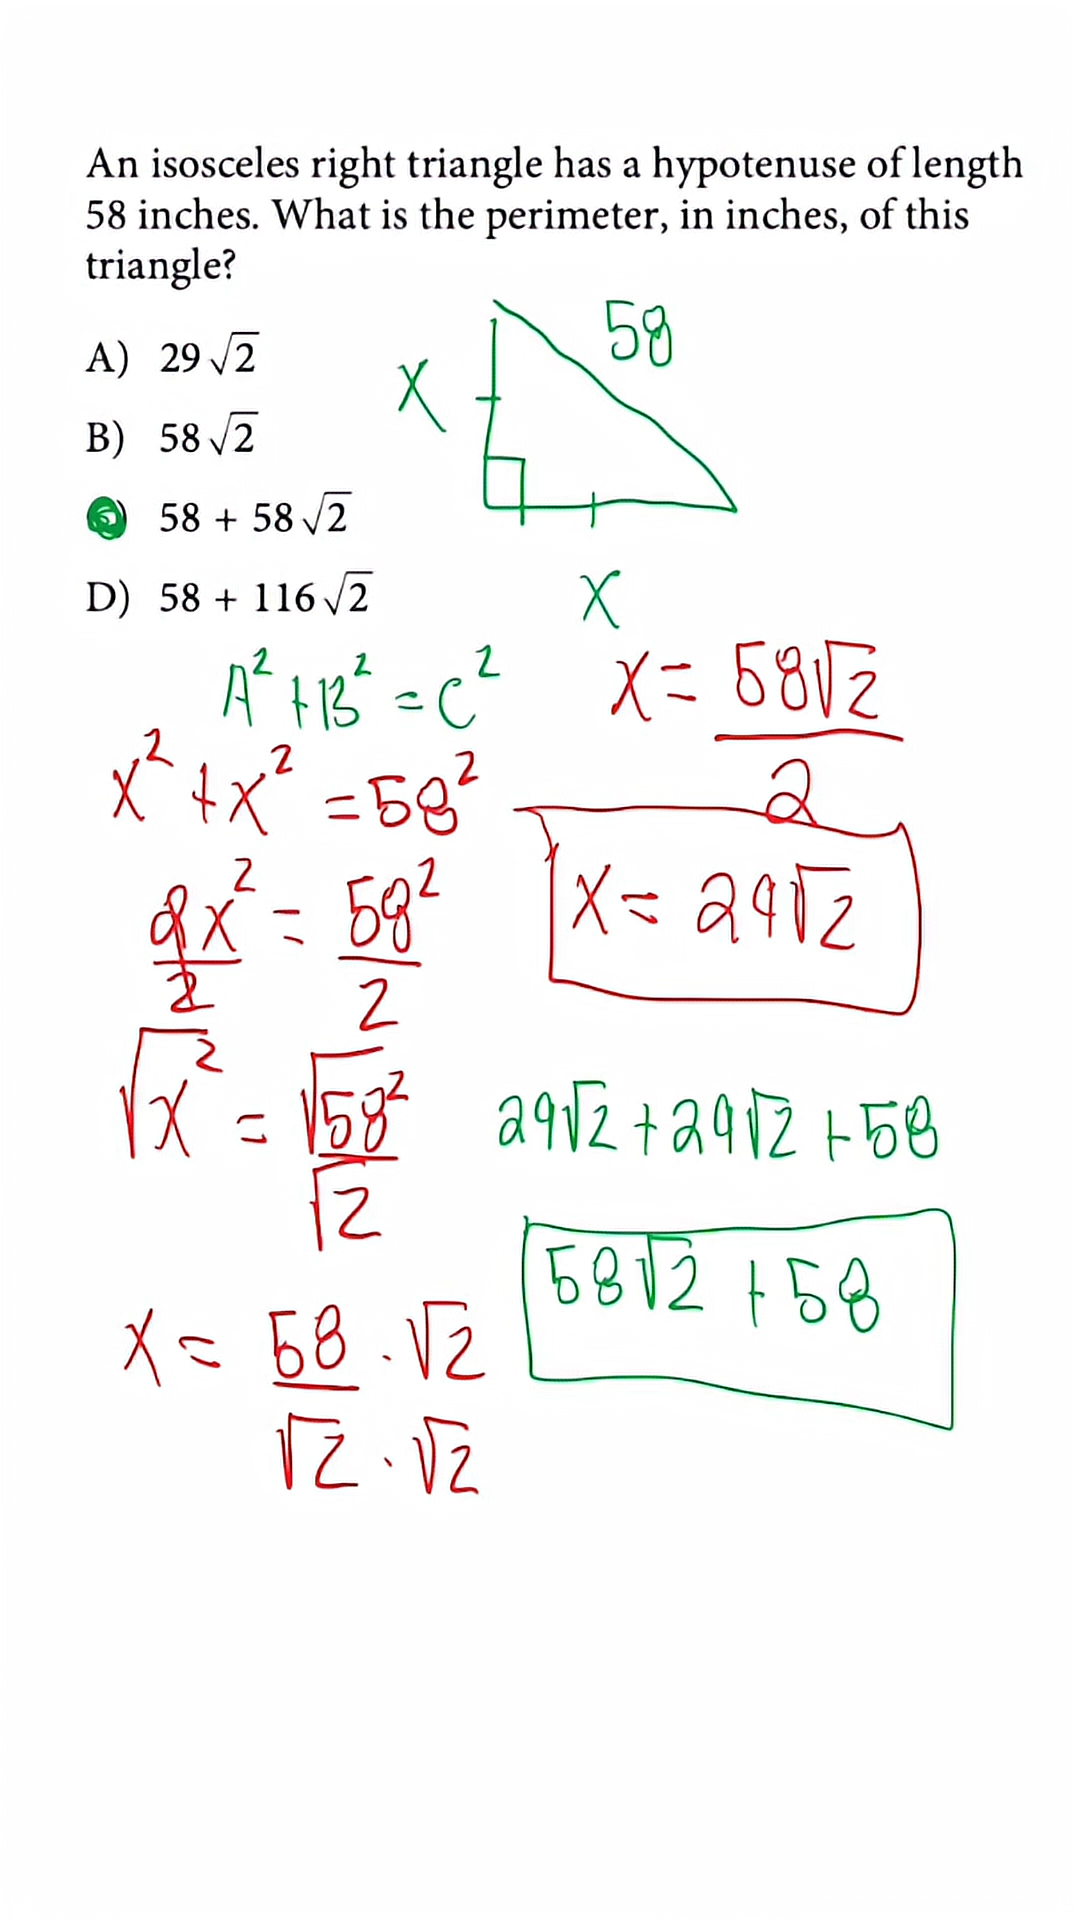 An isosceles right triangle has a hypotenuse of length
58 inches. What is the perimeter, in inches, of this
triangle?
58
A) 29√2
x
B) 58√2
58 + 58√2
D) 58 + 116√2
x
A² + B² = C²
x² + x² = 58²
2x²/2 = 58²/2
√x² = √58²/√2
x = 58 · √2
√2 · √2
x = 58√2/2
x = 29√2
29√2 + 29√2 + 58
58√2 + 58